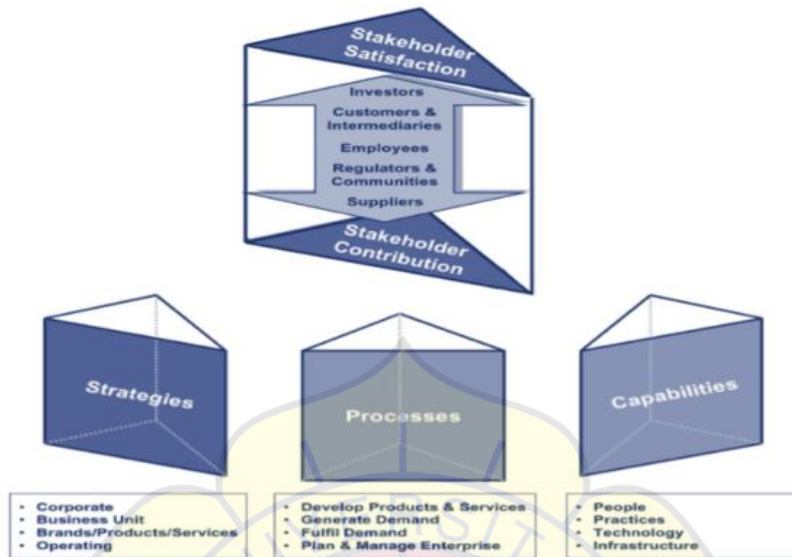 Stakeholder
Satisfaction
Investors
Customers &
Intermediaries
Employees
Regulators &
Communities
Suppliers
Stakeholder
Contribution
Strategies
Processes
Capabilities
• Corporate
• Business Unit
• Brands/Products/Services
• Operating
• Develop Products & Services
• Generate Demand
• Fulfil Demand
• Plan & Manage Enterprise
• People
• Practices
• Technology
• Infrastructure